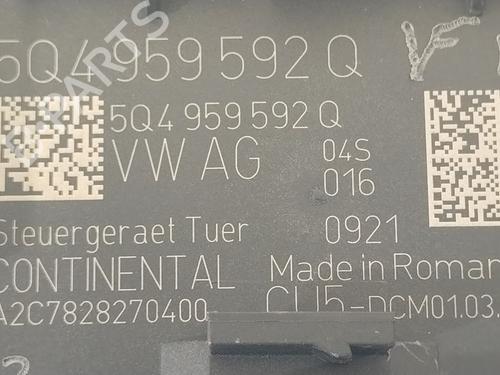 5Q4 959 592 Q
5Q4 959 592 Q
VW AG 04S
016
Steuergeraet Tuer 0921
CONTINENTAL Made in Roman
A2C7828270400 CU5-DCM01.03.
B-PARTS